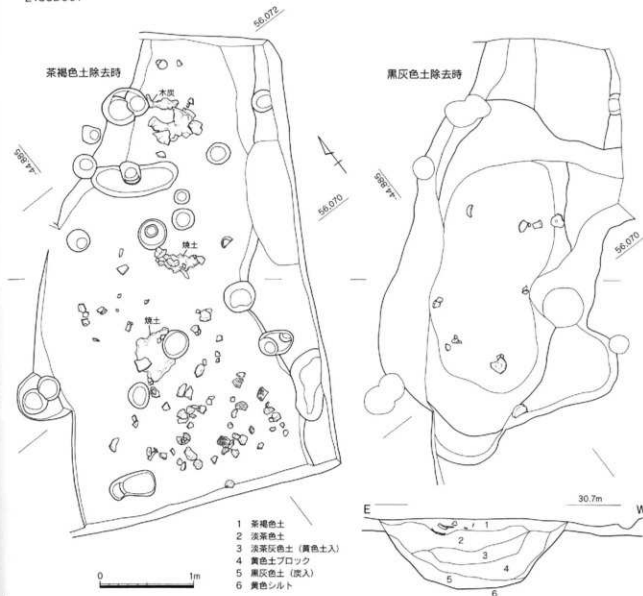 茶褐色土除去時
56,072
木炭
-44,885
56,070
焼土
焼土
黒灰色土除去時
-44,885
56,070
1 茶褐色土
2 淡茶色土
3 淡茶灰色土（黄色土入）
4 黄色土ブロック
5 黒灰色土（炭入）
6 黄色シルト
0 1m
30.7m
E W
1
2
3
4
5
6